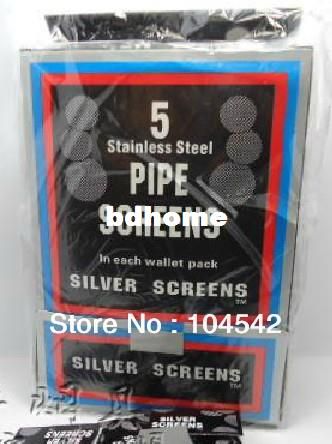 5
Stainless Steel
PIPE
bdhome
SCREENS
In each wallet pack
SILVER SCREENS
TM
Store No : 104542
SILVER SCREENS
TM
SILVER
SCREENS